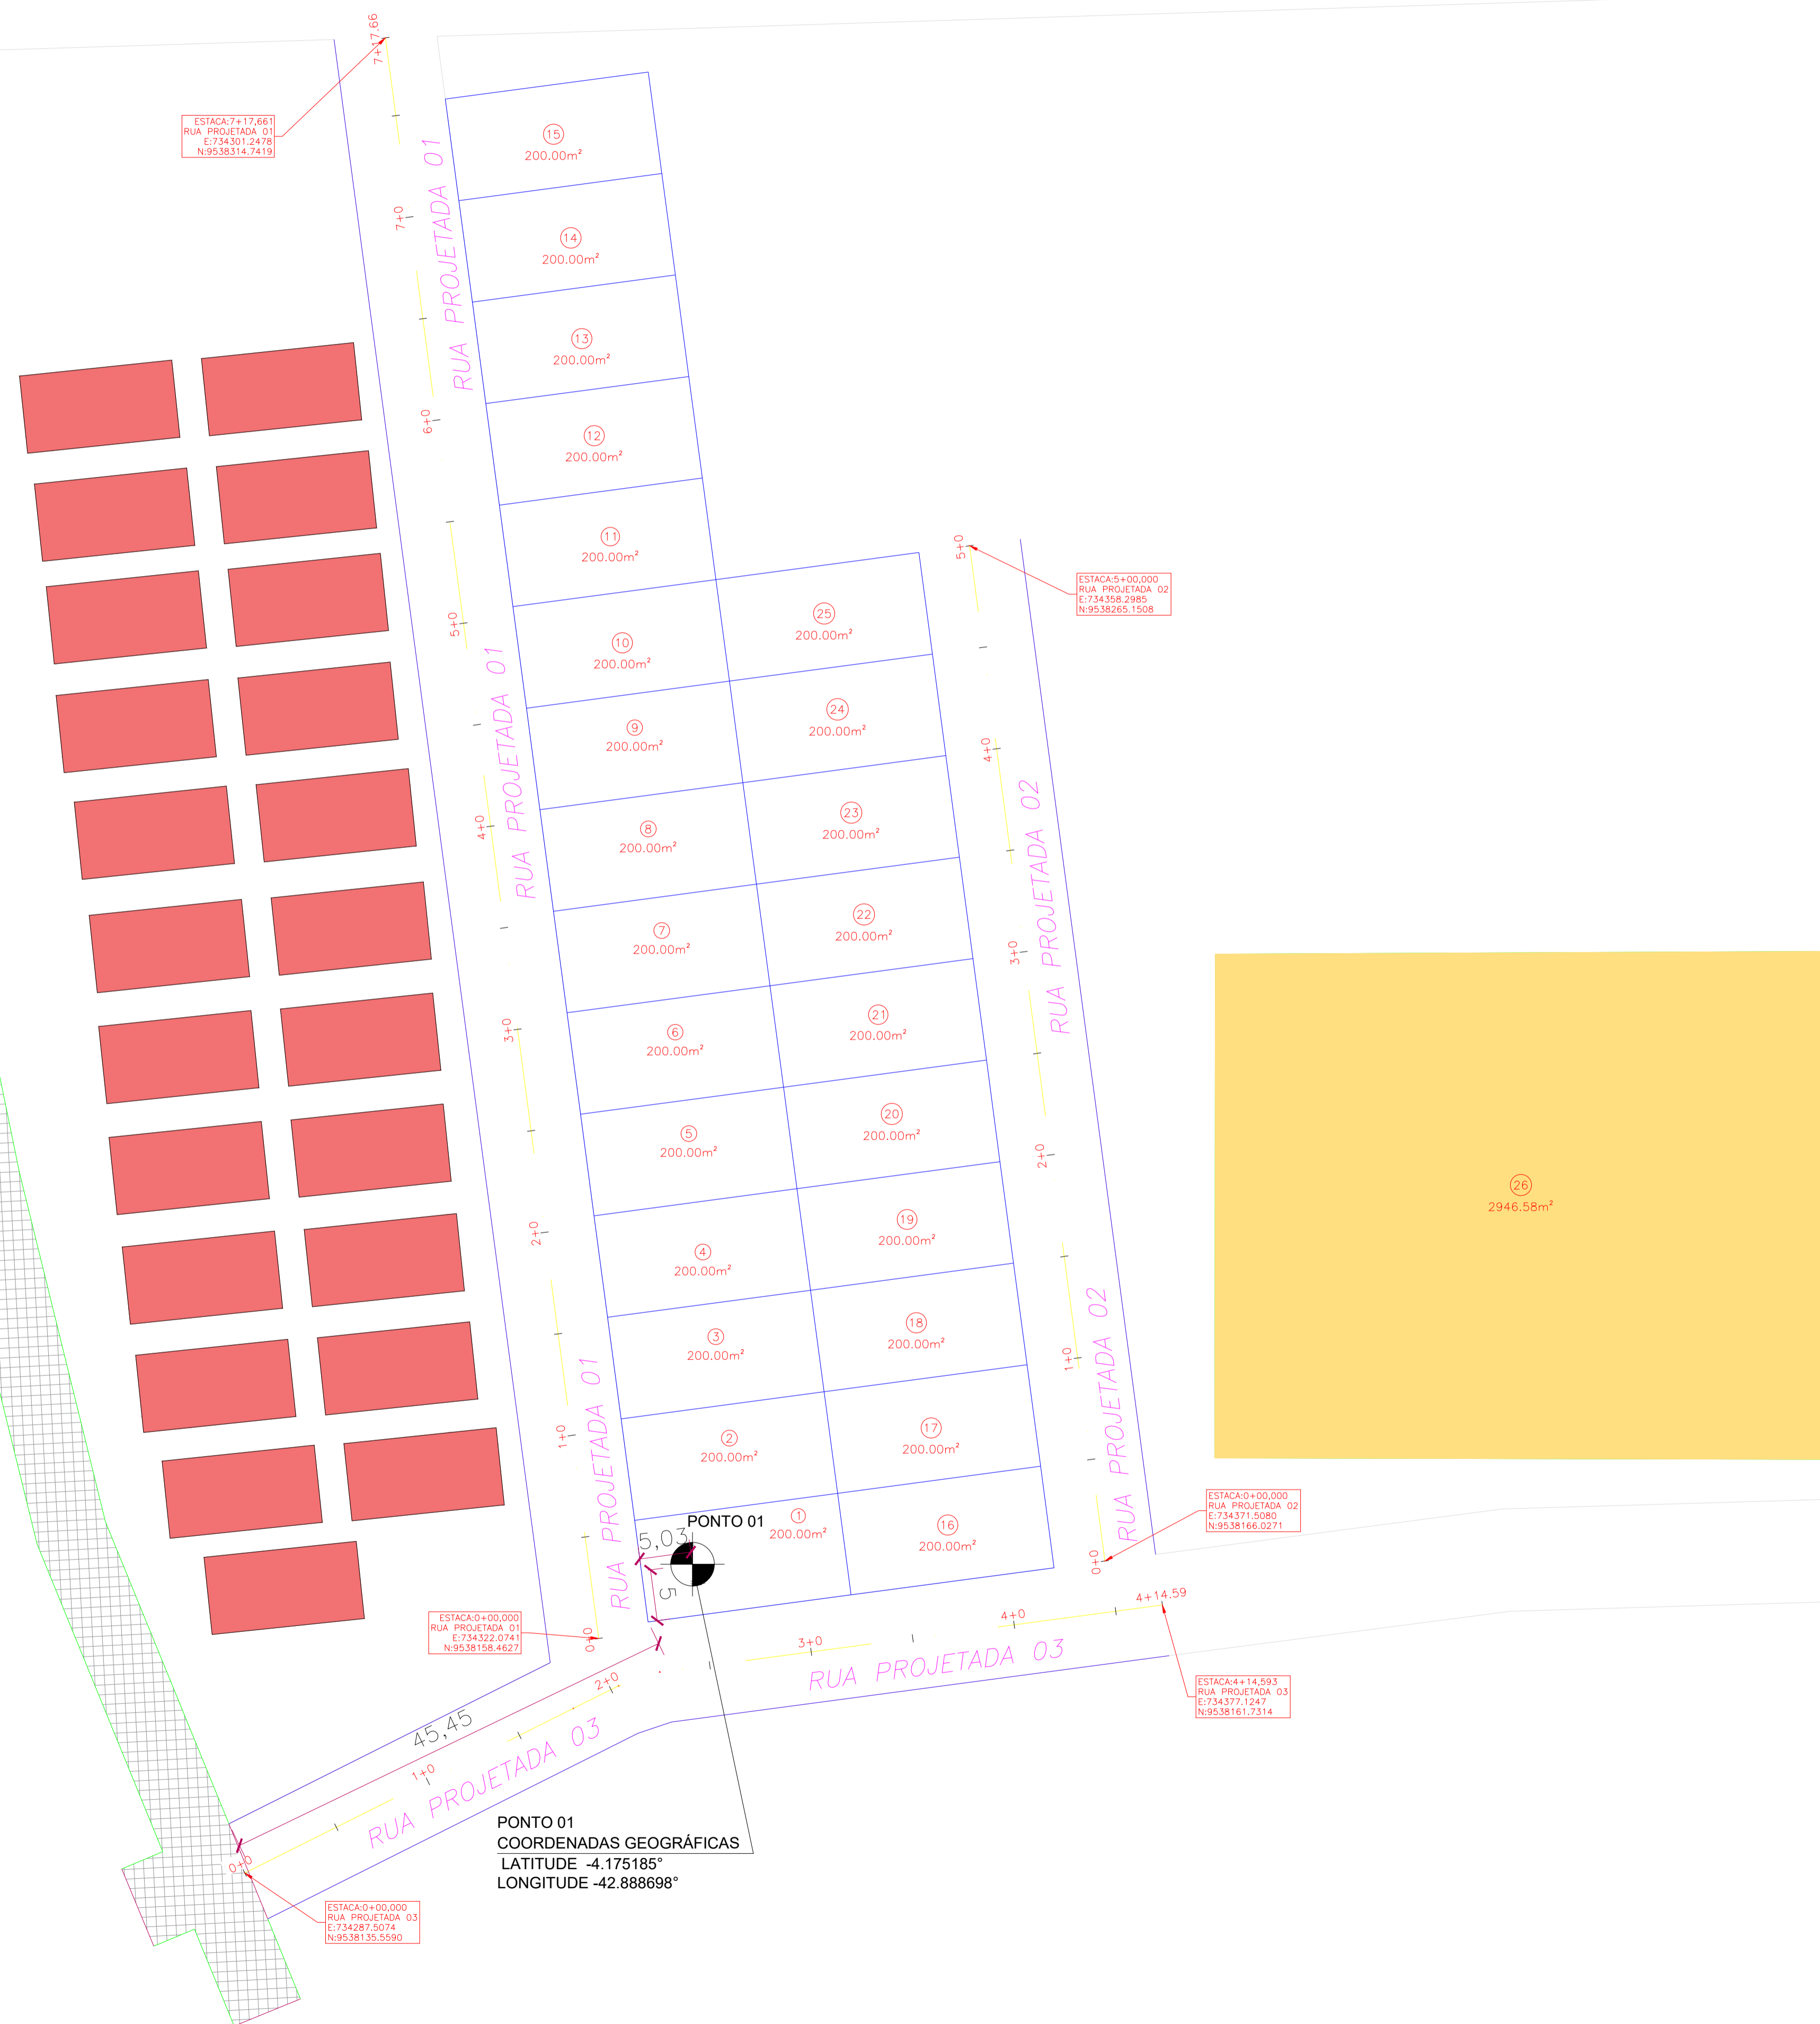 7+17.66
ESTACA:7+17,661
RUA PROJETADA 01
E:734301.2478
N:9538314.7419
RUA PROJETADA 01
7+0
15
200.00m²
14
200.00m²
13
200.00m²
6+0
12
200.00m²
11
200.00m²
5+0
ESTACA:5+00,000
RUA PROJETADA 02
E:734358.2985
N:9538265.1508
5+0
10
200.00m²
25
200.00m²
RUA PROJETADA 01
9
200.00m²
24
200.00m²
4+0
4+0
8
200.00m²
23
200.00m²
RUA PROJETADA 02
7
200.00m²
22
200.00m²
3+0
3+0
6
200.00m²
21
200.00m²
5
200.00m²
20
200.00m²
2+0
26
2946.58m²
2+0
4
200.00m²
19
200.00m²
3
200.00m²
18
200.00m²
1+0
RUA PROJETADA 02
1+0
2
200.00m²
17
200.00m²
RUA PROJETADA 01
PONTO 01
5,03
5
1
200.00m²
16
200.00m²
0+0
ESTACA:0+00,000
RUA PROJETADA 02
E:734371.5080
N:9538166.0271
ESTACA:0+00,000
RUA PROJETADA 01
E:734322.0741
N:9538158.4627
0+0
4+14.59
4+0
3+0
RUA PROJETADA 03
2+0
ESTACA:4+14,593
RUA PROJETADA 03
E:734377.1247
N:9538161.7314
45,45
1+0
RUA PROJETADA 03
0+0
PONTO 01
COORDENADAS GEOGRÁFICAS
LATITUDE -4.175185°
LONGITUDE -42.888698°
ESTACA:0+00,000
RUA PROJETADA 03
E:734287.5074
N:9538135.5590